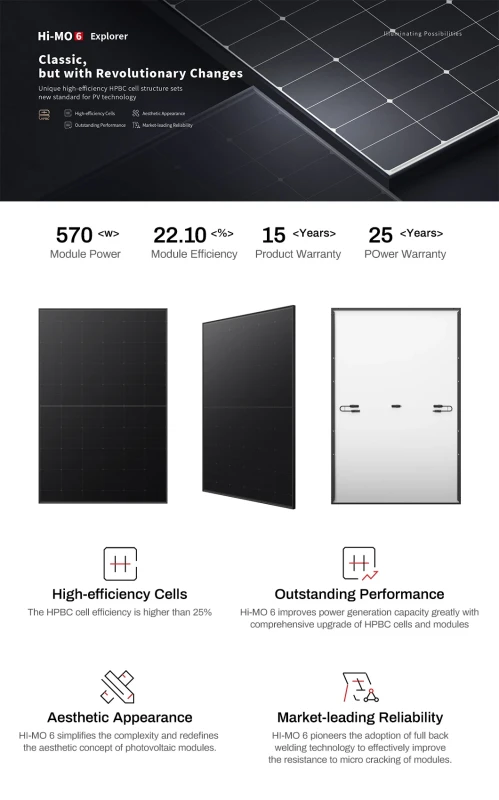 Hi-MO 6 Explorer
Illuminating Possibilities
Classic,
but with Revolutionary Changes
Unique high-efficiency HPBC cell structure sets
new standard for PV technology
High-efficiency Cells
Aesthetic Appearance
Outstanding Performance
Market-leading Reliability
570 <w>
Module Power
22.10 <%>
Module Efficiency
15 <Years>
Product Warranty
25 <Years>
POwer Warranty
High-efficiency Cells
The HPBC cell efficiency is higher than 25%
Outstanding Performance
Hi-MO 6 improves power generation capacity greatly with
comprehensive upgrade of HPBC cells and modules
Aesthetic Appearance
HI-MO 6 simplifies the complexity and redefines
the aesthetic concept of photovoltaic modules.
Market-leading Reliability
HI-MO 6 pioneers the adoption of full back
welding technology to effectively improve
the resistance to micro cracking of modules.